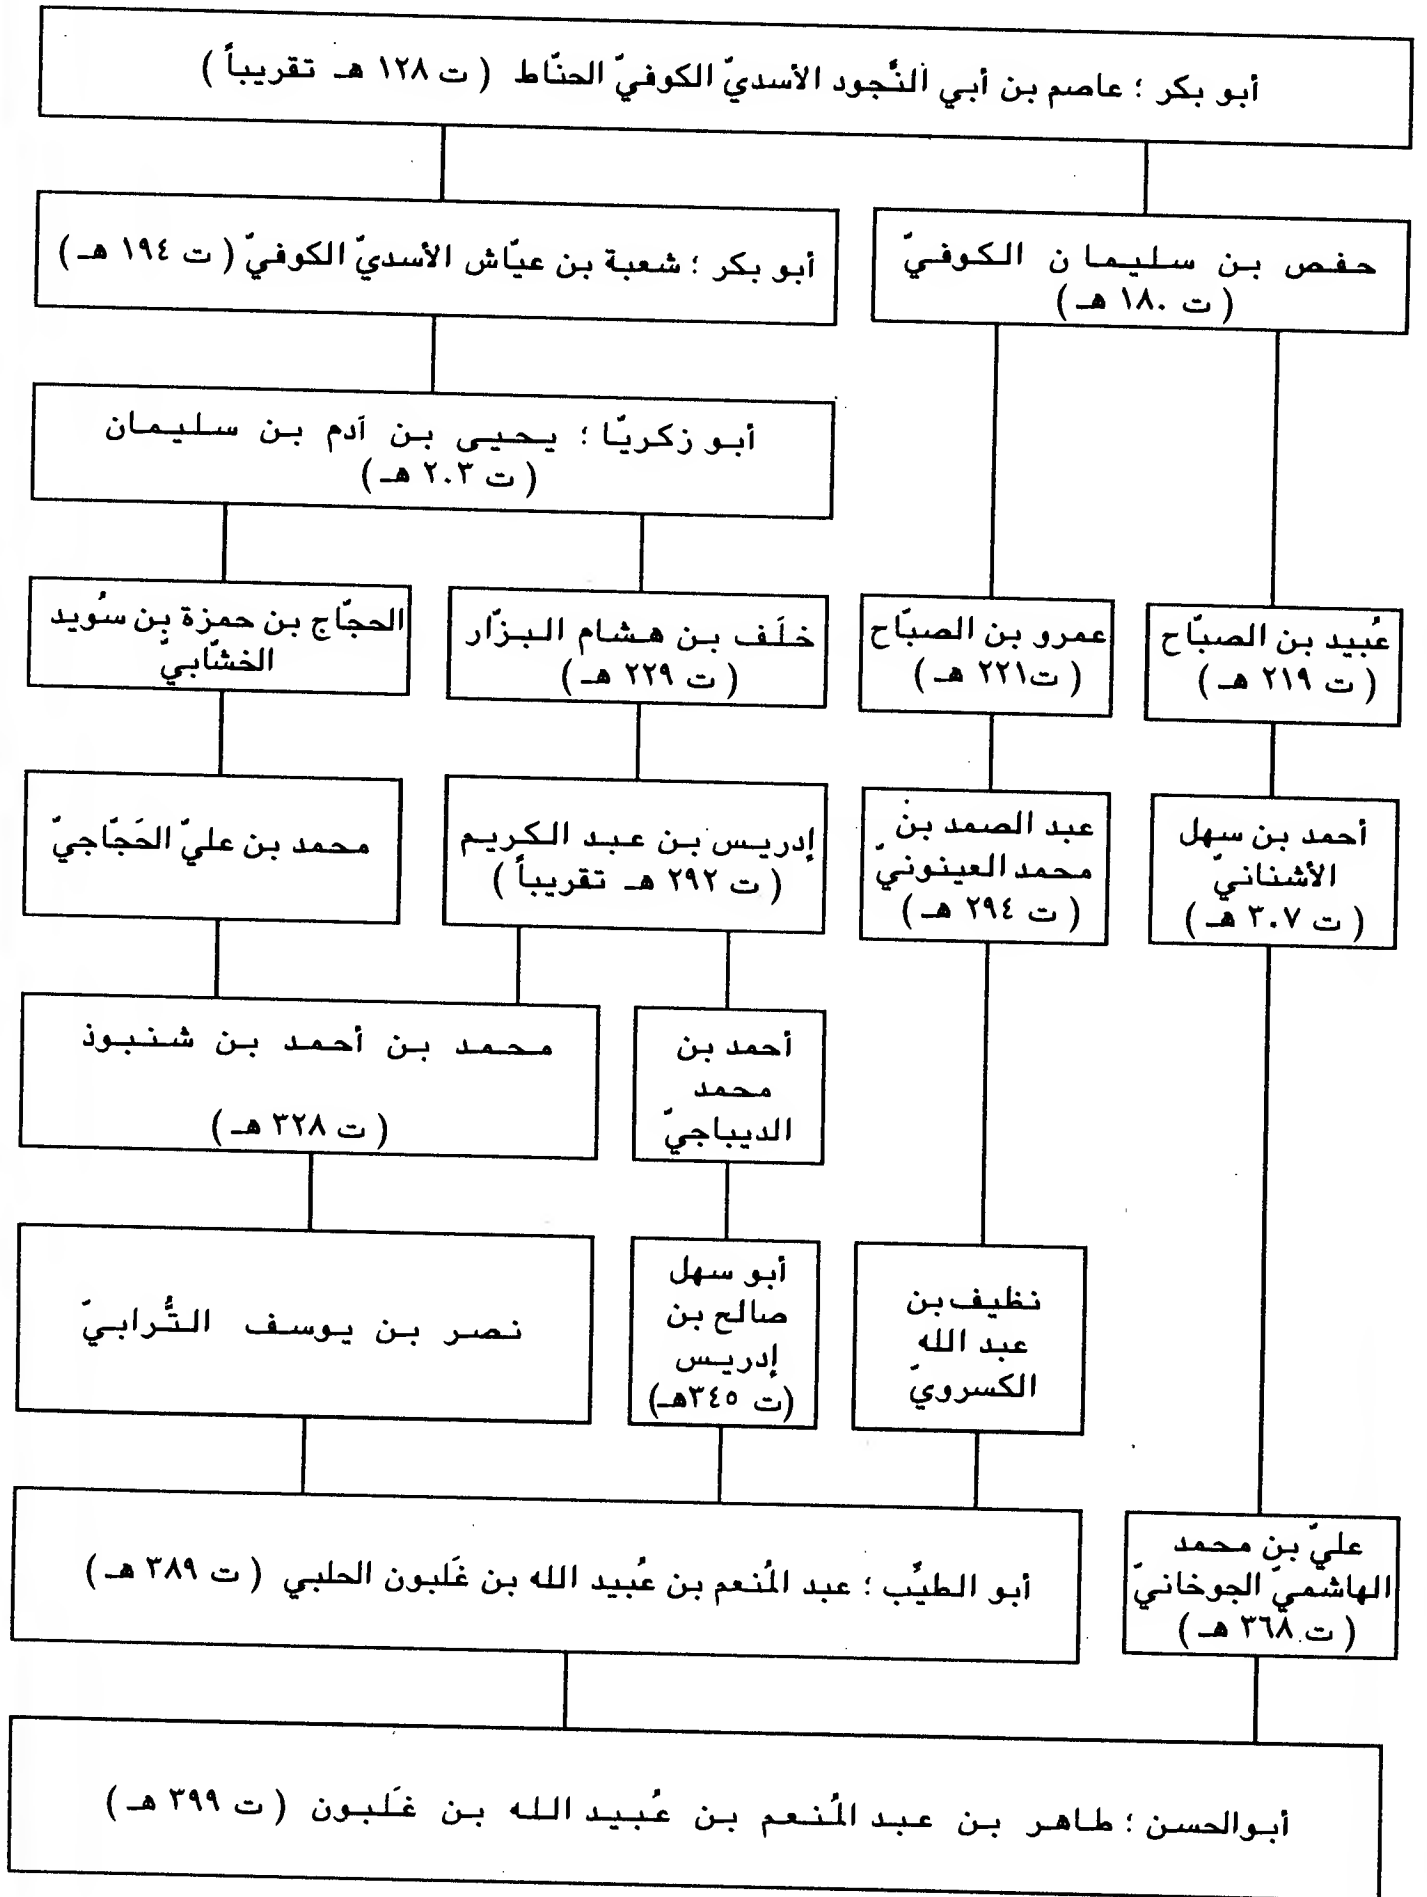 أبو بكر ؛ عاصم بن أبي النَّجود الأسديّ الكوفيّ الحنّاط ( ت ١٢٨ هـ تقريباً )
حفص بن سليمان الكوفيّ
( ت ١٨٠ هـ )
أبو بكر ؛ شعبة بن عيّاش الأسديّ الكوفيّ ( ت ١٩٤ هـ )
أبو زكريّا ؛ يحيى بن آدم بن سليمان
( ت ٢٠٣ هـ )
عُبيد بن الصبّاح
( ت ٢١٩ هـ )
عمرو بن الصبّاح
( ت٢٢١ هـ )
خلَف بن هشام البزّار
( ت ٢٢٩ هـ )
الحجّاج بن حمزة بن سُويد
الخشّابيّ
أحمد بن سهل
الأشنانيّ
( ت ٣٠٧ هـ )
عبد الصمد بن
محمد العينونيّ
( ت ٢٩٤ هـ )
إدريس بن عبد الكريم
( ت ٢٩٢ هـ تقريباً )
محمد بن عليّ الحَجّاجيّ
أحمد بن
محمد
الديباجيّ
محمد بن أحمد بن شنبوذ
( ت ٣٢٨ هـ )
نظيف بن
عبد الله
الكسرويّ
أبو سهل
صالح بن
إدريس
(ت ٣٤٥هـ)
نصر بن يوسف التُّرابيّ
عليّ بن محمد
الهاشميّ الجوخانيّ
( ت ٣٦٨ هـ )
أبو الطيِّب ؛ عبد المُنعم بن عُبيد الله بن غَلبون الحلبي ( ت ٣٨٩ هـ )
أبوالحسن ؛ طاهر بن عبد المُنعم بن عُبيد الله بن غَلبون ( ت ٣٩٩ هـ )